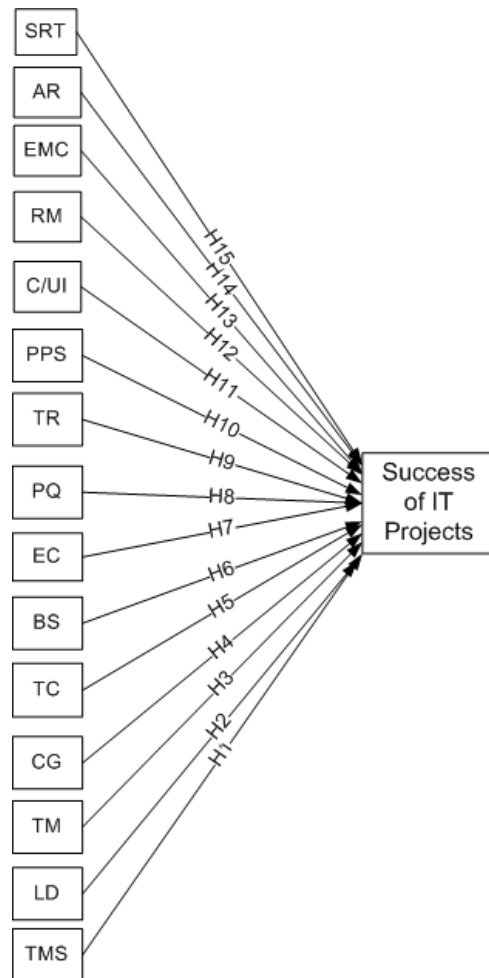 SRT
AR
EMC
RM
C/UI
PPS
TR
PQ
EC
BS
TC
CG
TM
LD
TMS
H15
H14
H13
H12
H11
H10
H9
H8
H7
H6
H5
H4
H3
H2
H1
Success
of IT
Projects